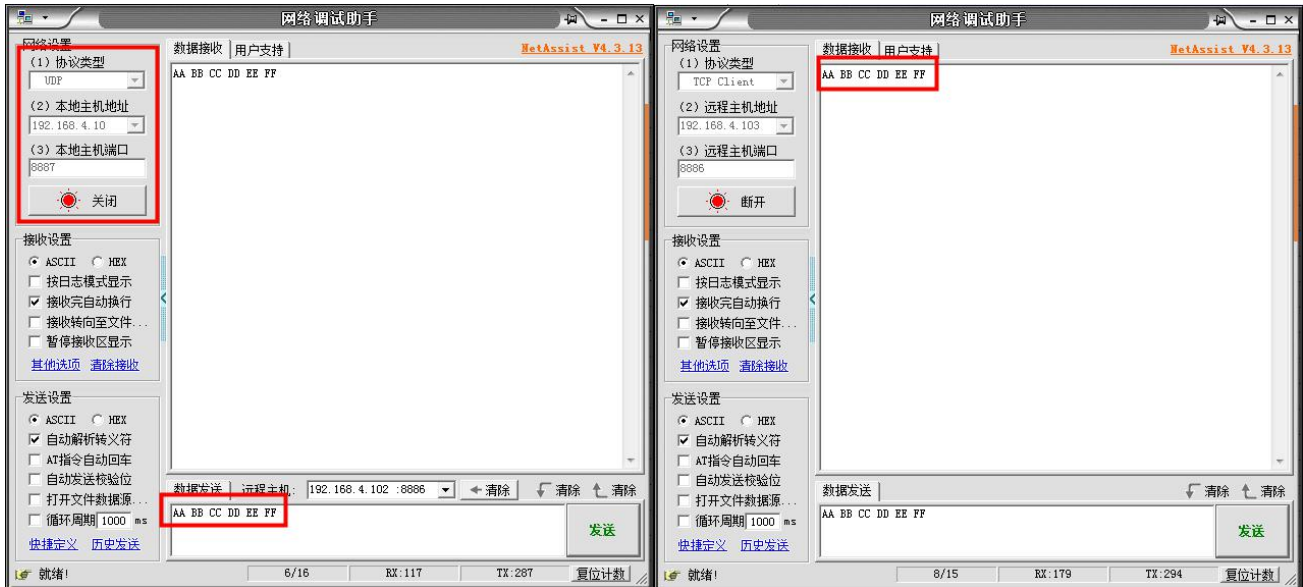 网络调试助手
网络设置
(1) 协议类型
UDP
(2) 本地主机地址
192.168.4.10
(3) 本地主机端口
8887
关闭
接收设置
ASCII HEX
按日志模式显示
接收完自动换行
接收转向至文件...
暂停接收区显示
其他选项 清除接收
发送设置
ASCII HEX
自动解析转义符
AT指令自动回车
自动发送校验位
打开文件数据源...
循环周期 1000 ms
快捷定义 历史发送
数据接收 用户支持 NetAssist V4.3.13
AA BB CC DD EE FF
数据发送 远程主机: 192.168.4.102 :8886 清除 清除 清除
AA BB CC DD EE FF
发送
就绪! 6/16 RX:117 TX:287 复位计数
网络调试助手
网络设置
(1) 协议类型
TCP Client
(2) 远程主机地址
192.168.4.103
(3) 远程主机端口
8886
断开
接收设置
ASCII HEX
按日志模式显示
接收完自动换行
接收转向至文件...
暂停接收区显示
其他选项 清除接收
发送设置
ASCII HEX
自动解析转义符
AT指令自动回车
自动发送校验位
打开文件数据源...
循环周期 1000 ms
快捷定义 历史发送
数据接收 用户支持 NetAssist V4.3.13
AA BB CC DD EE FF
数据发送 清除 清除
AA BB CC DD EE FF
发送
就绪! 8/15 RX:179 TX:294 复位计数